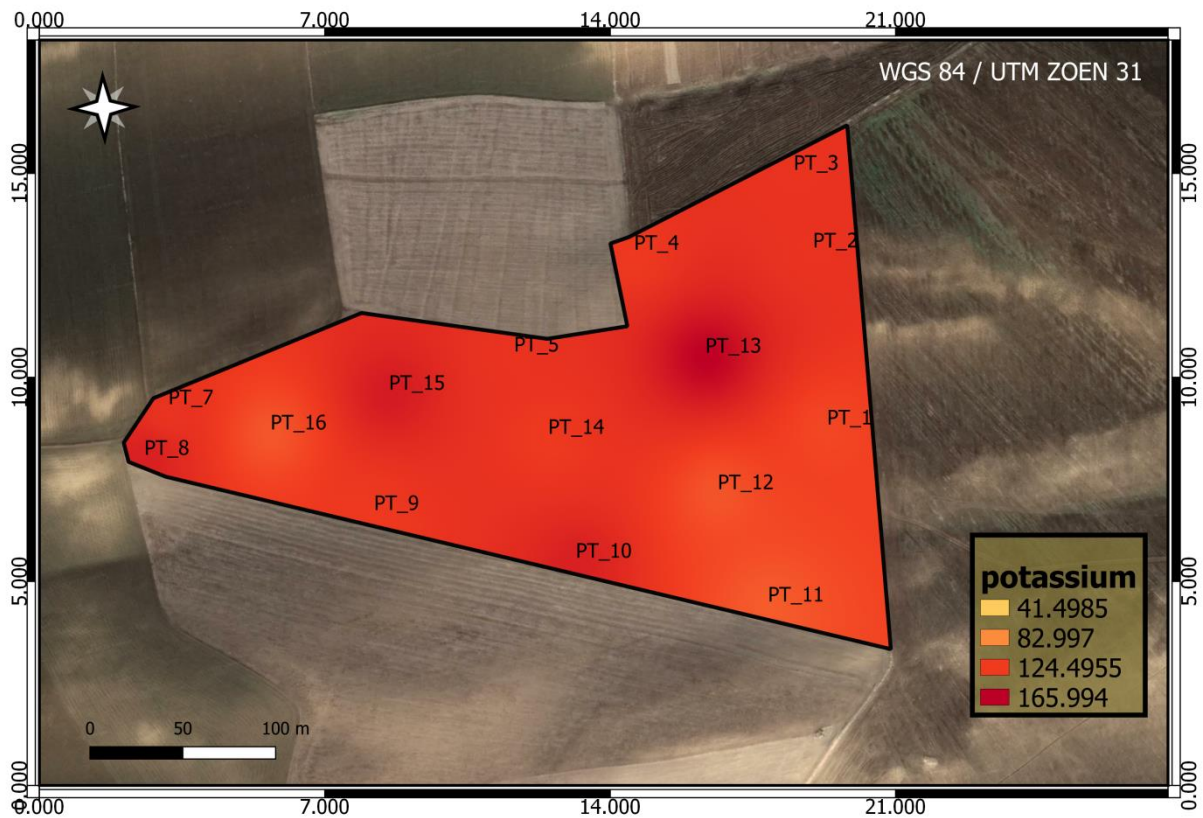 0.000 7.000 14.000 21.000
WGS 84 / UTM ZOEN 31
15.000 15.000
10.000 10.000
5.000 5.000
0.000 0.000
PT_3
PT_4 PT_2
PT_5 PT_13
PT_15
PT_7
PT_16 PT_14 PT_1
PT_8
PT_12
PT_9
PT_10
PT_11
potassium
41.4985
82.997
124.4955
165.994
0 50 100 m
0.000 7.000 14.000 21.000